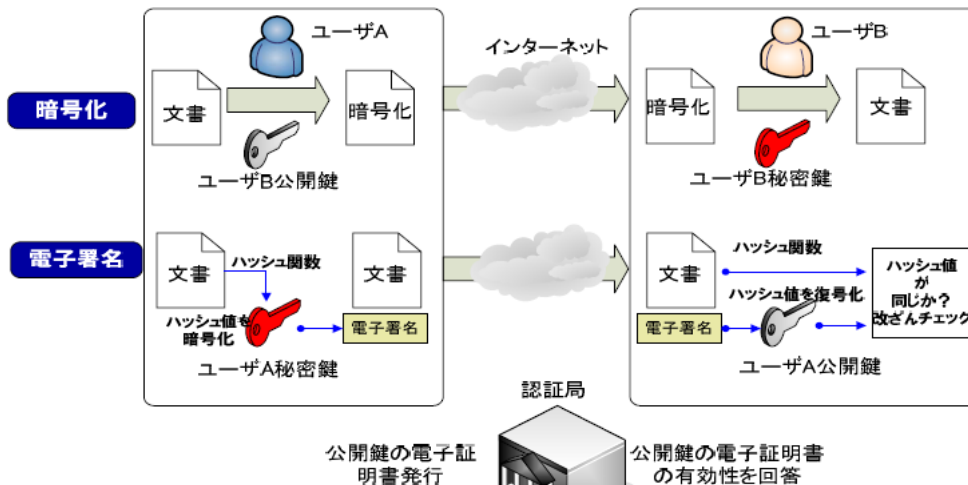 ユーザA
インターネット
ユーザB
暗号化
文書
暗号化
暗号化
文書
ユーザB公開鍵
ユーザB秘密鍵
電子署名
文書
ハッシュ関数
文書
文書
ハッシュ関数
ハッシュ値
が
同じか?
改ざんチェック
ハッシュ値を
暗号化
電子署名
電子署名
ハッシュ値を復号化
ユーザA秘密鍵
ユーザA公開鍵
認証局
公開鍵の電子証
明書発行
公開鍵の電子証明書
の有効性を回答